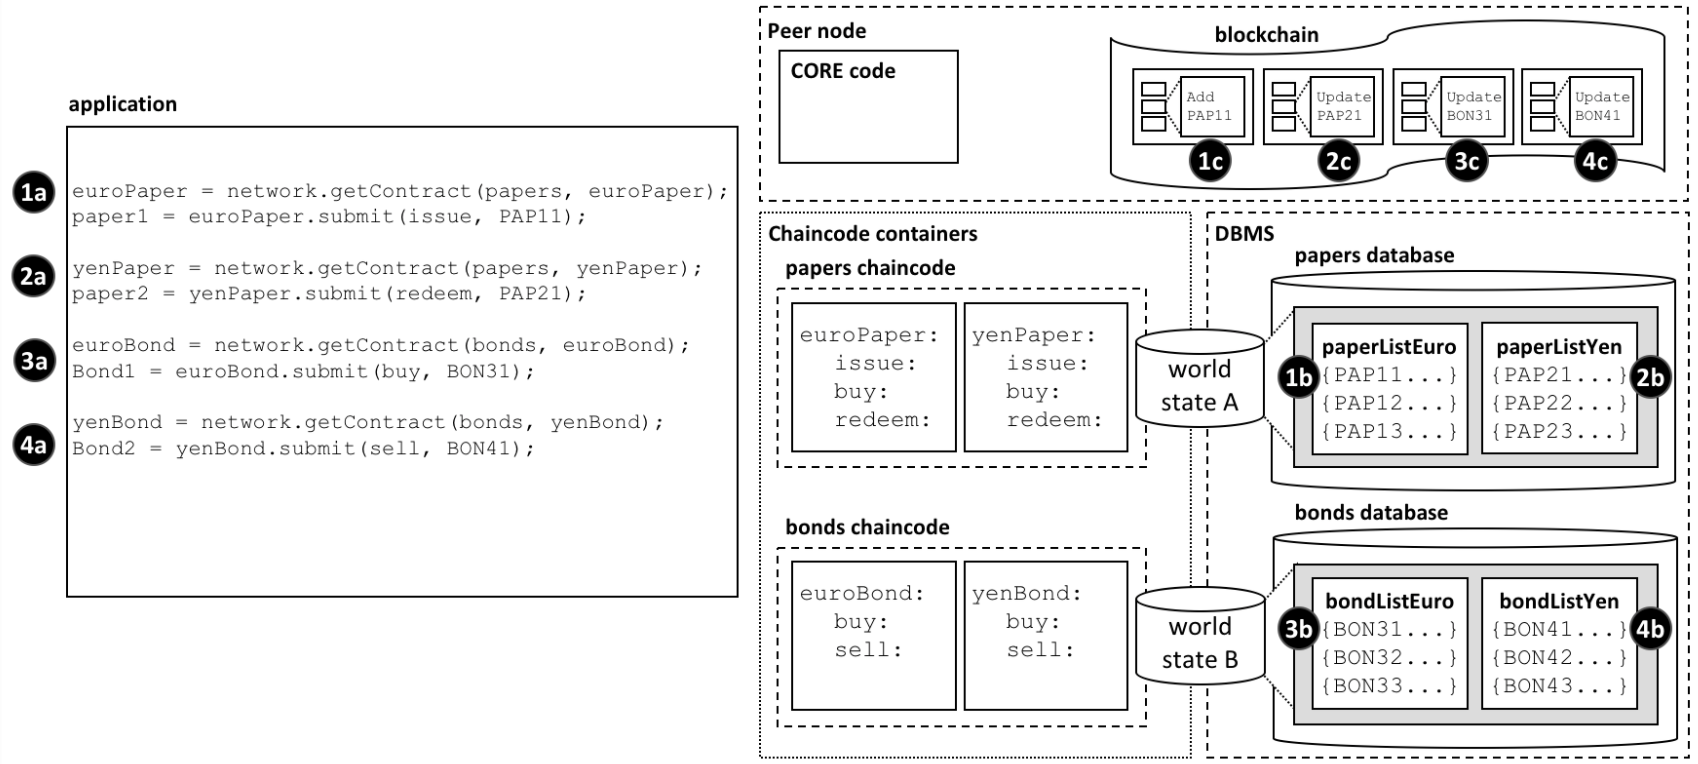 application
1a
euroPaper = network.getContract(papers, euroPaper);
paper1 = euroPaper.submit(issue, PAP11);
2a
yenPaper = network.getContract(papers, yenPaper);
paper2 = yenPaper.submit(redeem, PAP21);
3a
euroBond = network.getContract(bonds, euroBond);
Bond1 = euroBond.submit(buy, BON31);
4a
yenBond = network.getContract(bonds, yenBond);
Bond2 = yenBond.submit(sell, BON41);
Peer node
CORE code
blockchain
Add
PAP11
1c
Update
PAP21
2c
Update
BON31
3c
Update
BON41
4c
Chaincode containers
papers chaincode
euroPaper:
issue:
buy:
redeem:
yenPaper:
issue:
buy:
redeem:
world
state A
bonds chaincode
euroBond:
buy:
sell:
yenBond:
buy:
sell:
world
state B
DBMS
papers database
1b
paperListEuro
{PAP11...}
{PAP12...}
{PAP13...}
paperListYen
{PAP21...}
{PAP22...}
{PAP23...}
2b
bonds database
3b
bondListEuro
{BON31...}
{BON32...}
{BON33...}
bondListYen
{BON41...}
{BON42...}
{BON43...}
4b